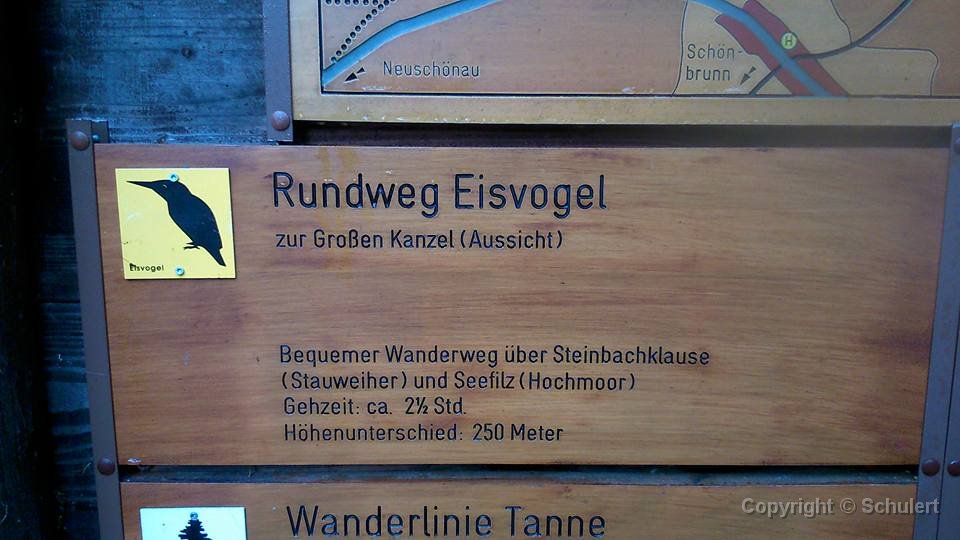 Neuschönau
Schön-
brunn
H
Rundweg Eisvogel
zur Großen Kanzel (Aussicht)
Eisvogel
Bequemer Wanderweg über Steinbachklause
(Stauweiher) und Seefilz (Hochmoor)
Gehzeit: ca. 2½ Std.
Höhenunterschied: 250 Meter
Wanderlinie Tanne
Copyright © Schulert